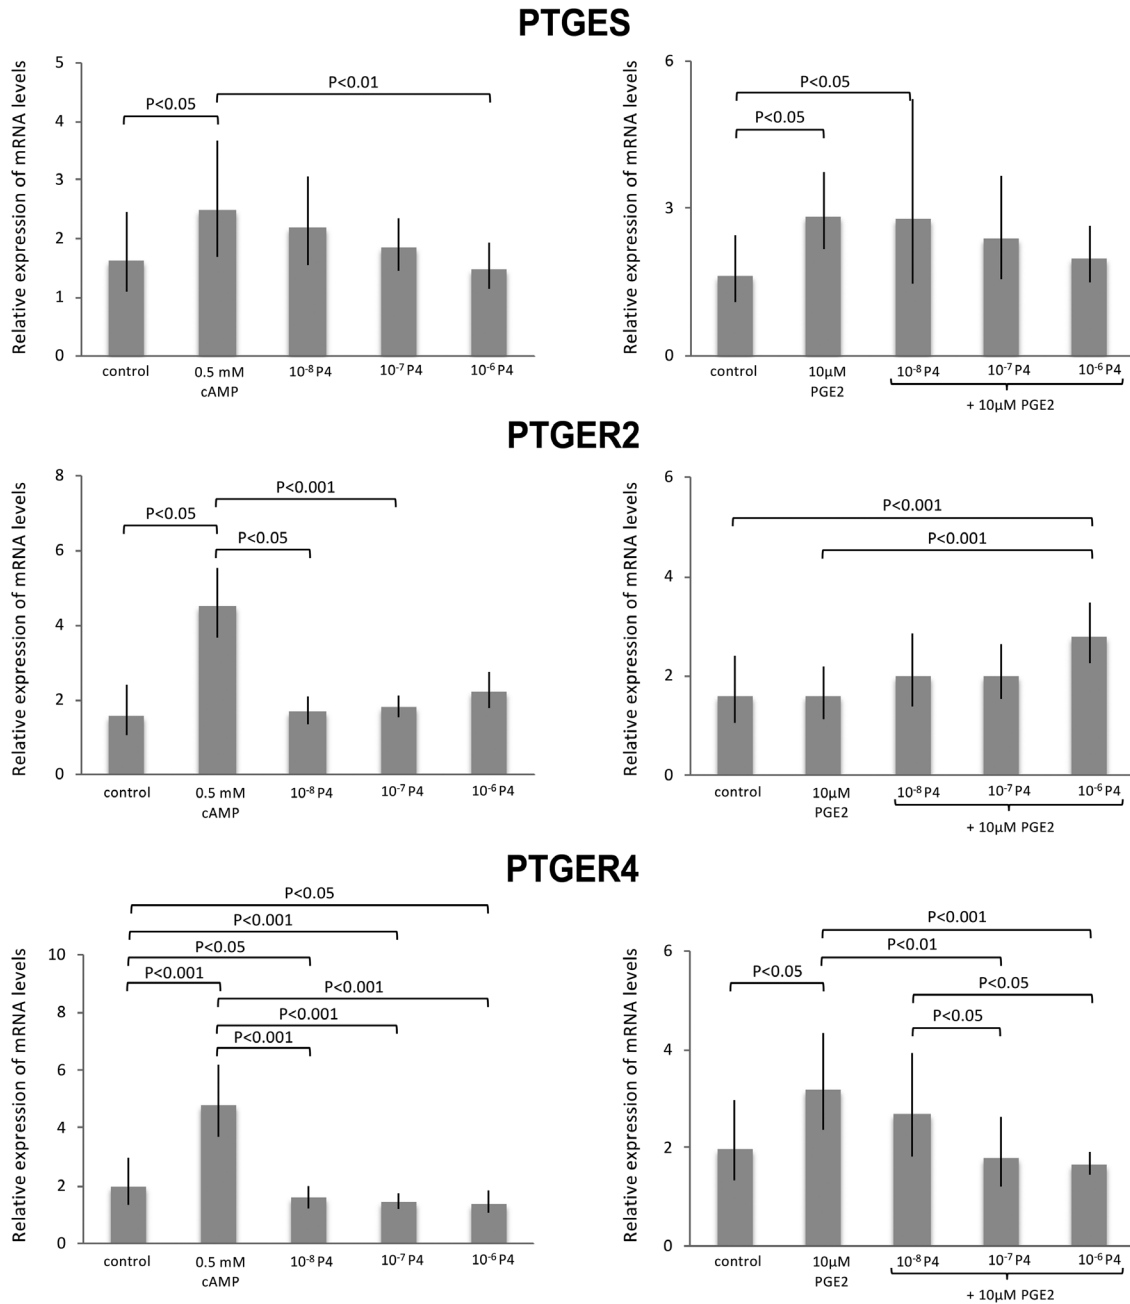 PTGES
Relative expression of mRNA levels
5
4
3
2
1
0
P<0.05
P<0.01
control
0.5 mM
cAMP
10⁻⁸ P4
10⁻⁷ P4
10⁻⁶ P4
Relative expression of mRNA levels
6
3
0
P<0.05
P<0.05
control
10µM
PGE2
10⁻⁸ P4
10⁻⁷ P4
10⁻⁶ P4
+ 10µM PGE2
PTGER2
Relative expression of mRNA levels
8
6
4
2
0
P<0.001
P<0.05
P<0.05
control
0.5 mM
cAMP
10⁻⁸ P4
10⁻⁷ P4
10⁻⁶ P4
Relative expression of mRNA levels
6
4
2
0
P<0.001
P<0.001
control
10µM
PGE2
10⁻⁸ P4
10⁻⁷ P4
10⁻⁶ P4
+ 10µM PGE2
PTGER4
Relative expression of mRNA levels
10
8
6
4
2
0
P<0.05
P<0.001
P<0.05
P<0.001
P<0.001
P<0.001
P<0.001
control
0.5 mM
cAMP
10⁻⁸ P4
10⁻⁷ P4
10⁻⁶ P4
Relative expression of mRNA levels
6
4
2
0
P<0.001
P<0.01
P<0.05
P<0.05
P<0.05
control
10µM
PGE2
10⁻⁸ P4
10⁻⁷ P4
10⁻⁶ P4
+ 10µM PGE2